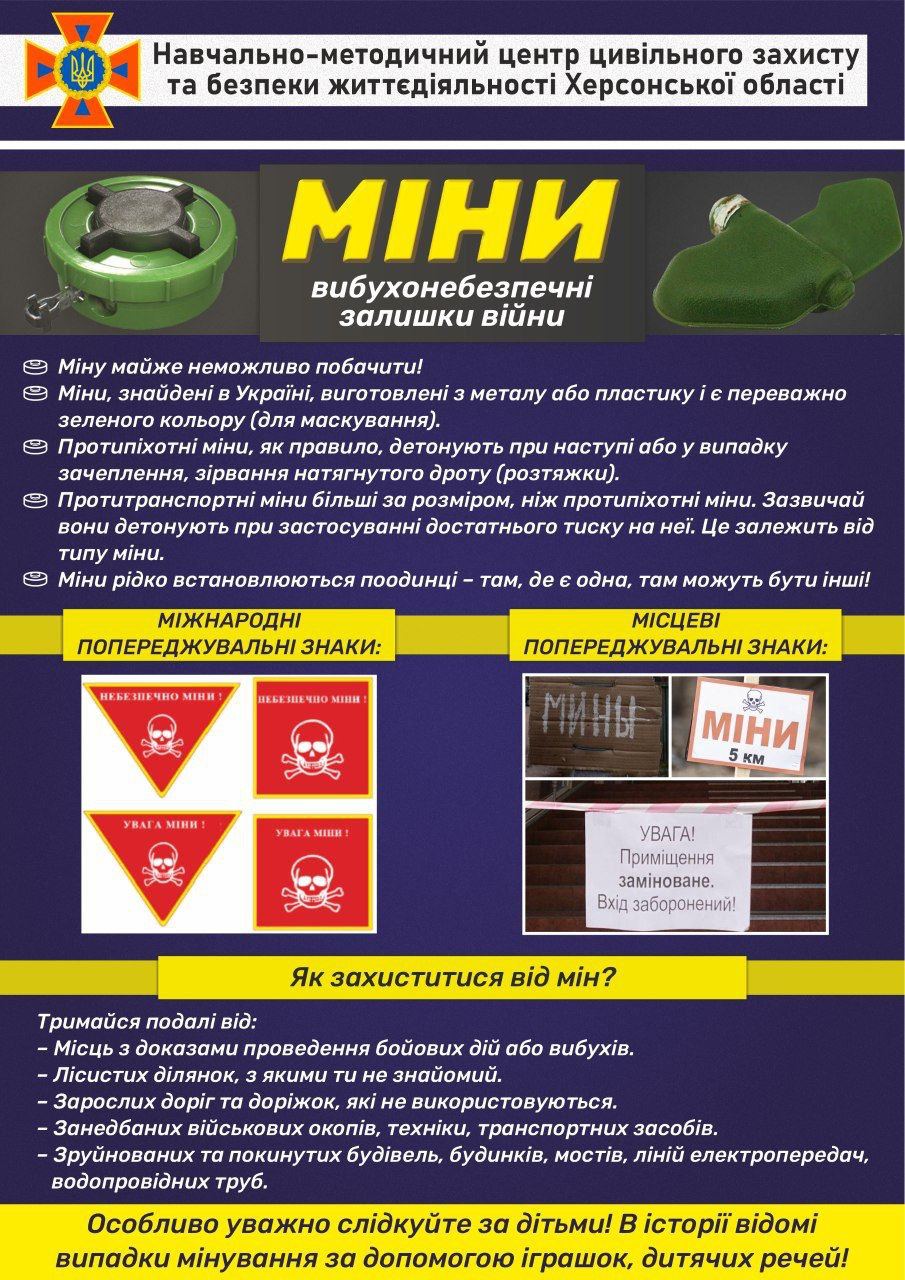 Навчально-методичний центр цивільного захисту
та безпеки життєдіяльності Херсонської області
МІНИ
вибухонебезпечні
залишки війни
Міну майже неможливо побачити!
Міни, знайдені в Україні, виготовлені з металу або пластику і є переважно
зеленого кольору (для маскування).
Протипіхотні міни, як правило, детонують при наступі або у випадку
зачеплення, зірвання натягнутого дроту (розтяжки).
Протитранспортні міни більші за розміром, ніж протипіхотні міни. Зазвичай
вони детонують при застосуванні достатнього тиску на неї. Це залежить від
типу міни.
Міни рідко встановлюються поодинці – там, де є одна, там можуть бути інші!
МІЖНАРОДНІ
ПОПЕРЕДЖУВАЛЬНІ ЗНАКИ:
НЕБЕЗПЕЧНО МІНИ !
НЕБЕЗПЕЧНО МІНИ !
УВАГА МІНИ !
УВАГА МІНИ !
МІСЦЕВІ
ПОПЕРЕДЖУВАЛЬНІ ЗНАКИ:
МИНЫ
МІНИ
5 км
УВАГА!
Приміщення
заміноване.
Вхід заборонений!
Як захиститися від мін?
Тримайся подалі від:
– Місць з доказами проведення бойових дій або вибухів.
– Лісистих ділянок, з якими ти не знайомий.
– Зарослих доріг та доріжок, які не використовуються.
– Занедбаних військових окопів, техніки, транспортних засобів.
– Зруйнованих та покинутих будівель, будинків, мостів, ліній електропередач,
водопровідних труб.
Особливо уважно слідкуйте за дітьми! В історії відомі
випадки мінування за допомогою іграшок, дитячих речей!